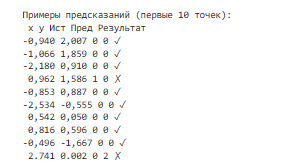 Примеры предсказаний (первые 10 точек):
x y Ист Пред Результат
-0,940 2,007 0 0 ✓
-1,066 1,859 0 0 ✓
-2,180 0,910 0 0 ✓
0,962 1,586 1 0 ✗
-0,853 0,887 0 0 ✓
-2,534 -0,555 0 0 ✓
0,542 0,050 0 0 ✓
0,816 0,596 0 0 ✓
-0,496 -1,667 0 0 ✓
2,741 0,002 0 2 ✗